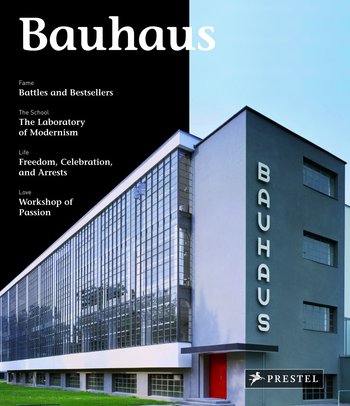 Bauhaus
Fame
Battles and Bestsellers
The School
The Laboratory
of Modernism
Life
Freedom, Celebration,
and Arrests
Love
Workshop of
Passion
BAUHAUS
PRESTEL